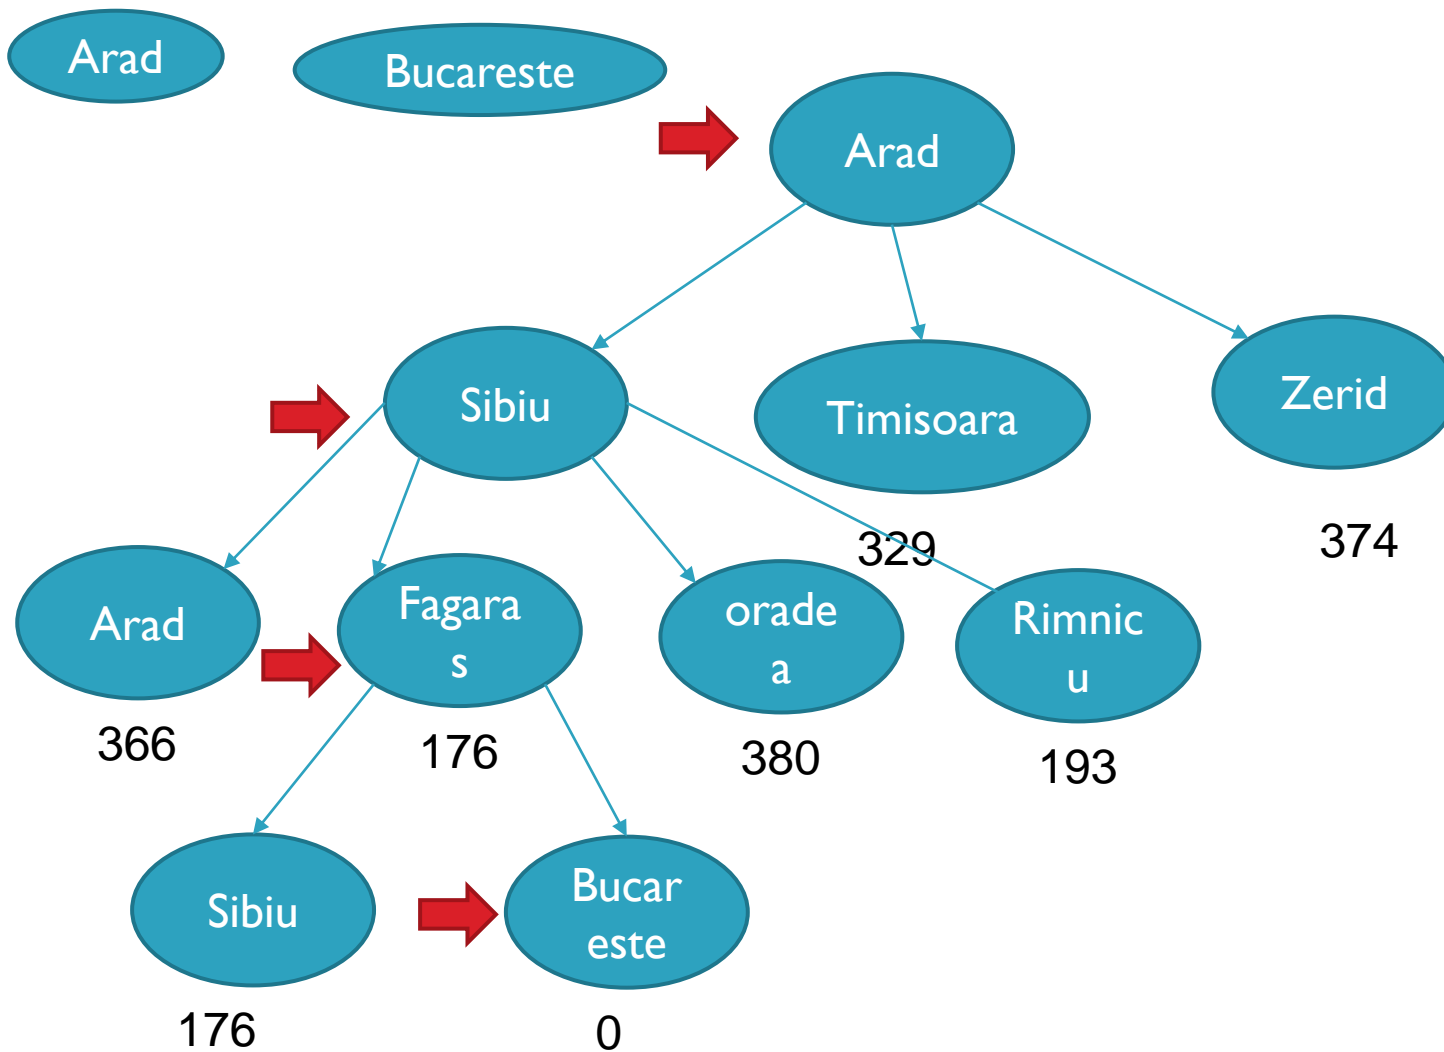 Arad
Bucareste
Arad
Sibiu
Timisoara
Zerid
329
374
Arad
Fagara
s
orade
a
Rimnic
u
366
176
380
193
Sibiu
Bucar
este
176
0